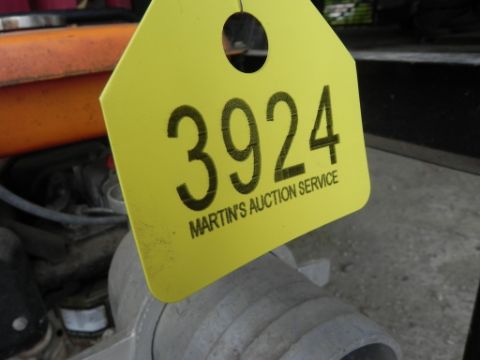 3924
MARTIN'S AUCTION SERVICE